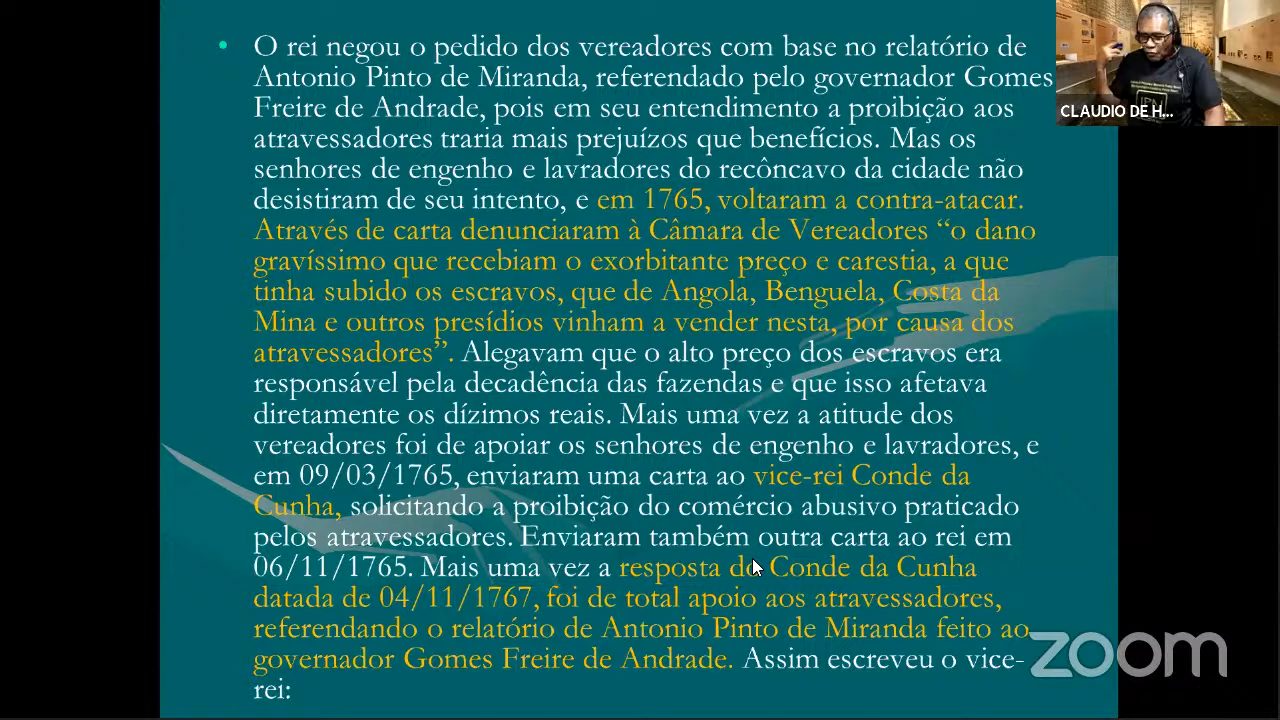 • O rei negou o pedido dos vereadores com base no relatório de
Antonio Pinto de Miranda, referendado pelo governador Gomes
Freire de Andrade, pois em seu entendimento a proibição aos
atravessadores traria mais prejuízos que benefícios. Mas os
senhores de engenho e lavradores do recôncavo da cidade não
desistiram de seu intento, e em 1765, voltaram a contra-atacar.
Através de carta denunciaram à Câmara de Vereadores “o dano
gravíssimo que recebiam o exorbitante preço e carestia, a que
tinha subido os escravos, que de Angola, Benguela, Costa da
Mina e outros presídios vinham a vender nesta, por causa dos
atravessadores”. Alegavam que o alto preço dos escravos era
responsável pela decadência das fazendas e que isso afetava
diretamente os dízimos reais. Mais uma vez a atitude dos
vereadores foi de apoiar os senhores de engenho e lavradores, e
em 09/03/1765, enviaram uma carta ao vice-rei Conde da
Cunha, solicitando a proibição do comércio abusivo praticado
pelos atravessadores. Enviaram também outra carta ao rei em
06/11/1765. Mais uma vez a resposta do Conde da Cunha
datada de 04/11/1767, foi de total apoio aos atravessadores,
referendando o relatório de Antonio Pinto de Miranda feito ao
governador Gomes Freire de Andrade. Assim escreveu o vice-
rei:
CLAUDIO DE H...
zoom